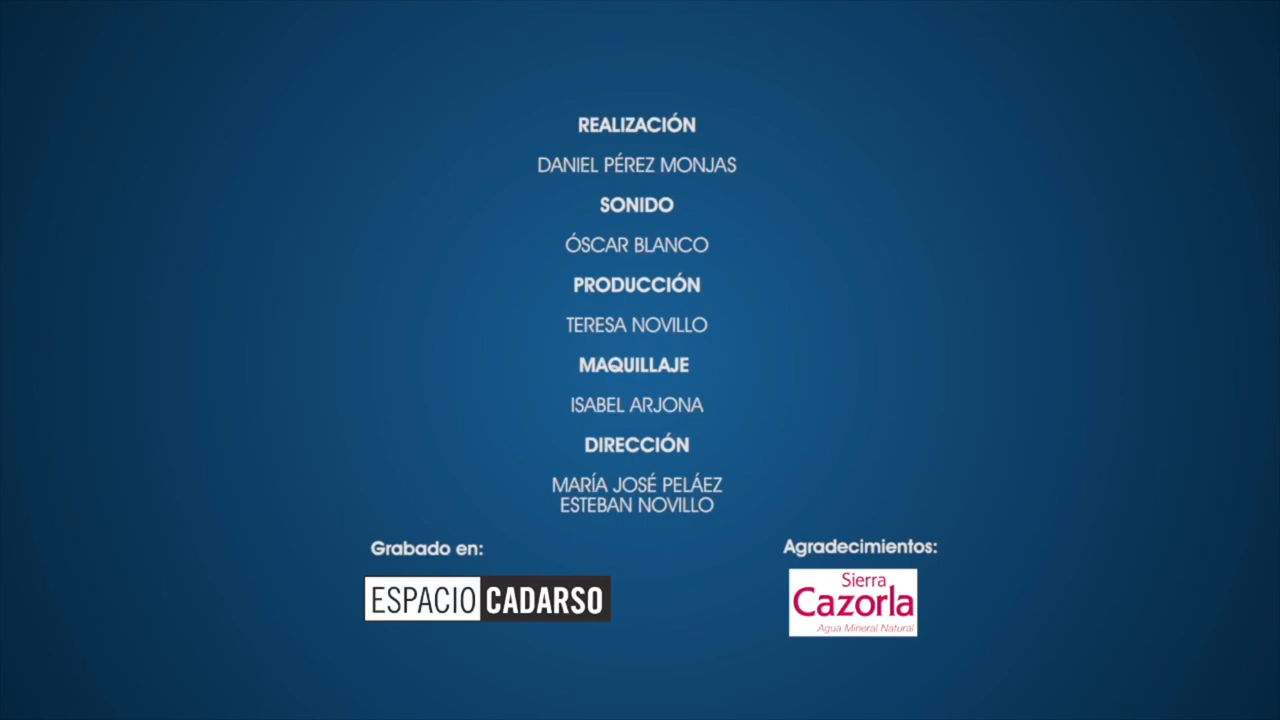 REALIZACIÓN
DANIEL PÉREZ MONJAS
SONIDO
ÓSCAR BLANCO
PRODUCCIÓN
TERESA NOVILLO
MAQUILLAJE
ISABEL ARJONA
DIRECCIÓN
MARÍA JOSÉ PELÁEZ
ESTEBAN NOVILLO
Grabado en:
ESPACIO CADARSO
Agradecimientos:
Sierra
Cazorla
Agua Mineral Natural